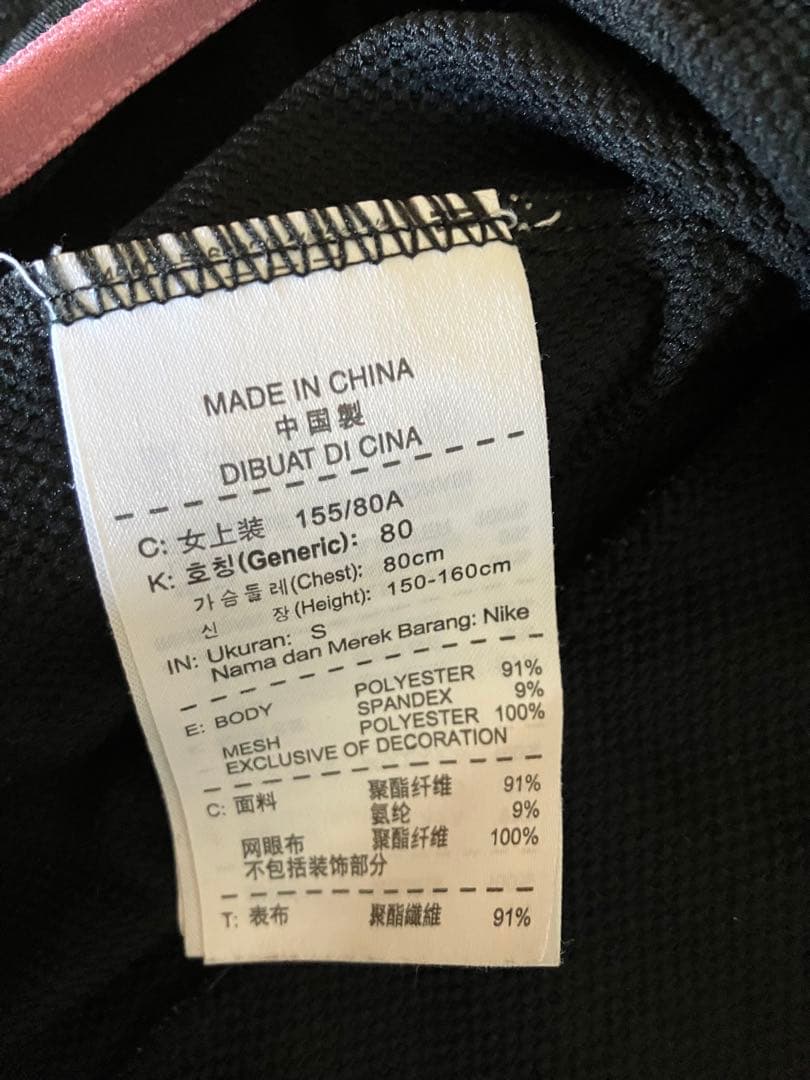 MADE IN CHINA
中国製
DIBUAT DI CINA
C: 女上装 155/80A
K: 호칭(Generic): 80
가슴둘레(Chest): 80cm
신 장(Height): 150-160cm
IN: Ukuran: S
Nama dan Merek Barang: Nike
E: BODY POLYESTER 91%
SPANDEX 9%
MESH POLYESTER 100%
EXCLUSIVE OF DECORATION
C: 面料 聚酯纤维 91%
氨纶 9%
网眼布 聚酯纤维 100%
不包括装饰部分
T: 表布 聚酯纖維 91%